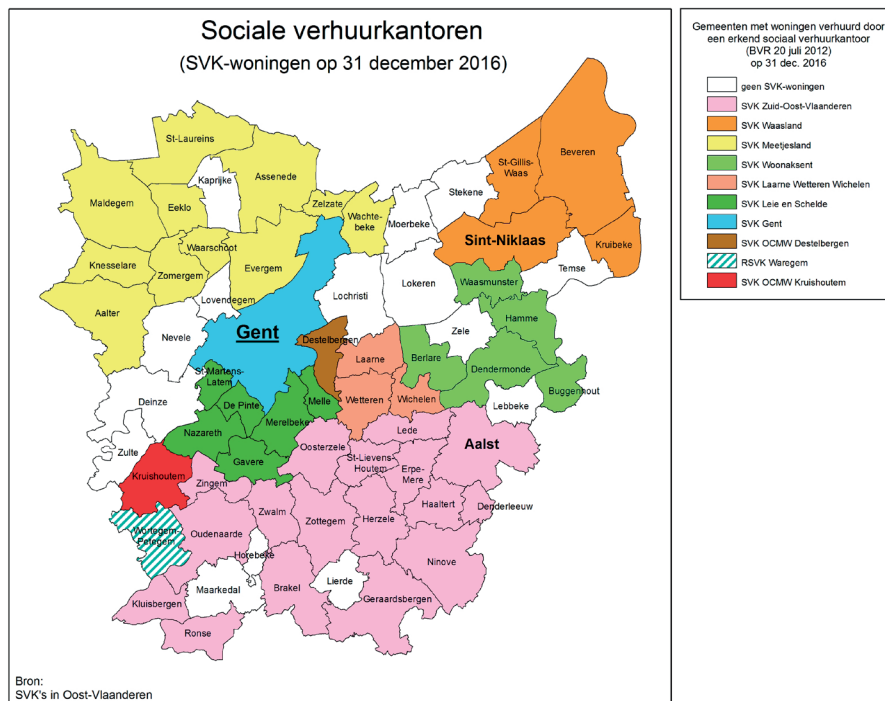 Sociale verhuurkantoren
(SVK-woningen op 31 december 2016)
St-Laureins
Kaprijke
Assenede
Maldegem
Eeklo
Zelzate
Wachte-
beke
Moerbeke
Stekene
St-Gillis-
Waas
Beveren
Sint-Niklaas
Kruibeke
Temse
Knesselare
Waarschoot
Zomergem
Evergem
Lovendegem
Aalter
Nevele
Gent
Lochristi
Lokeren
Waasmunster
Hamme
Zele
Destelbergen
Laarne
Berlare
Dendermonde
Buggenhout
St-Martens-
Latem
Deinze
De Pinte
Melle
Merelbeke
Wetteren
Wichelen
Lebbeke
Nazareth
Gavere
Oosterzele
Lede
Aalst
St-Lievens-
Houtem
Erpe-
Mere
Zulte
Kruishoutem
Zingem
Haaltert
Denderleeuw
Wortegem-
Petegem
Oudenaarde
Zwalm
Zottegem
Herzele
Horebeke
Ninove
Maarkedal
Brakel
Lierde
Geraardsbergen
Kluisbergen
Ronse
Bron:
SVK's in Oost-Vlaanderen
Gemeenten met woningen verhuurd door
een erkend sociaal verhuurkantoor
(BVR 20 juli 2012)
op 31 dec. 2016
geen SVK-woningen
SVK Zuid-Oost-Vlaanderen
SVK Waasland
SVK Meetjesland
SVK Woonaksent
SVK Laarne Wetteren Wichelen
SVK Leie en Schelde
SVK Gent
SVK OCMW Destelbergen
RSVK Waregem
SVK OCMW Kruishoutem